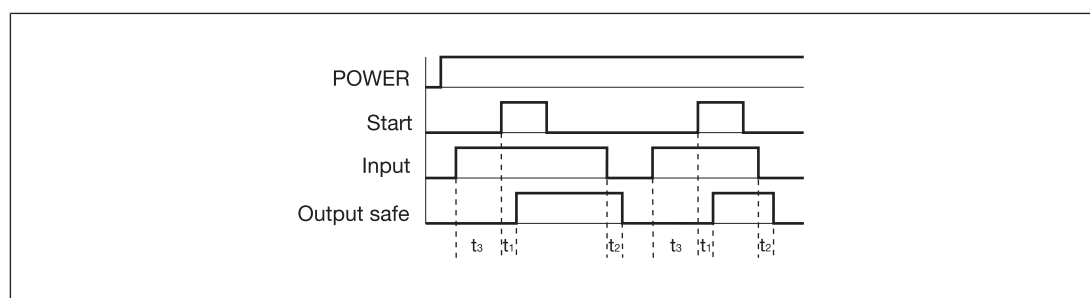 POWER
Start
Input
Output safe
t3 t1 t2 t3 t1 t2